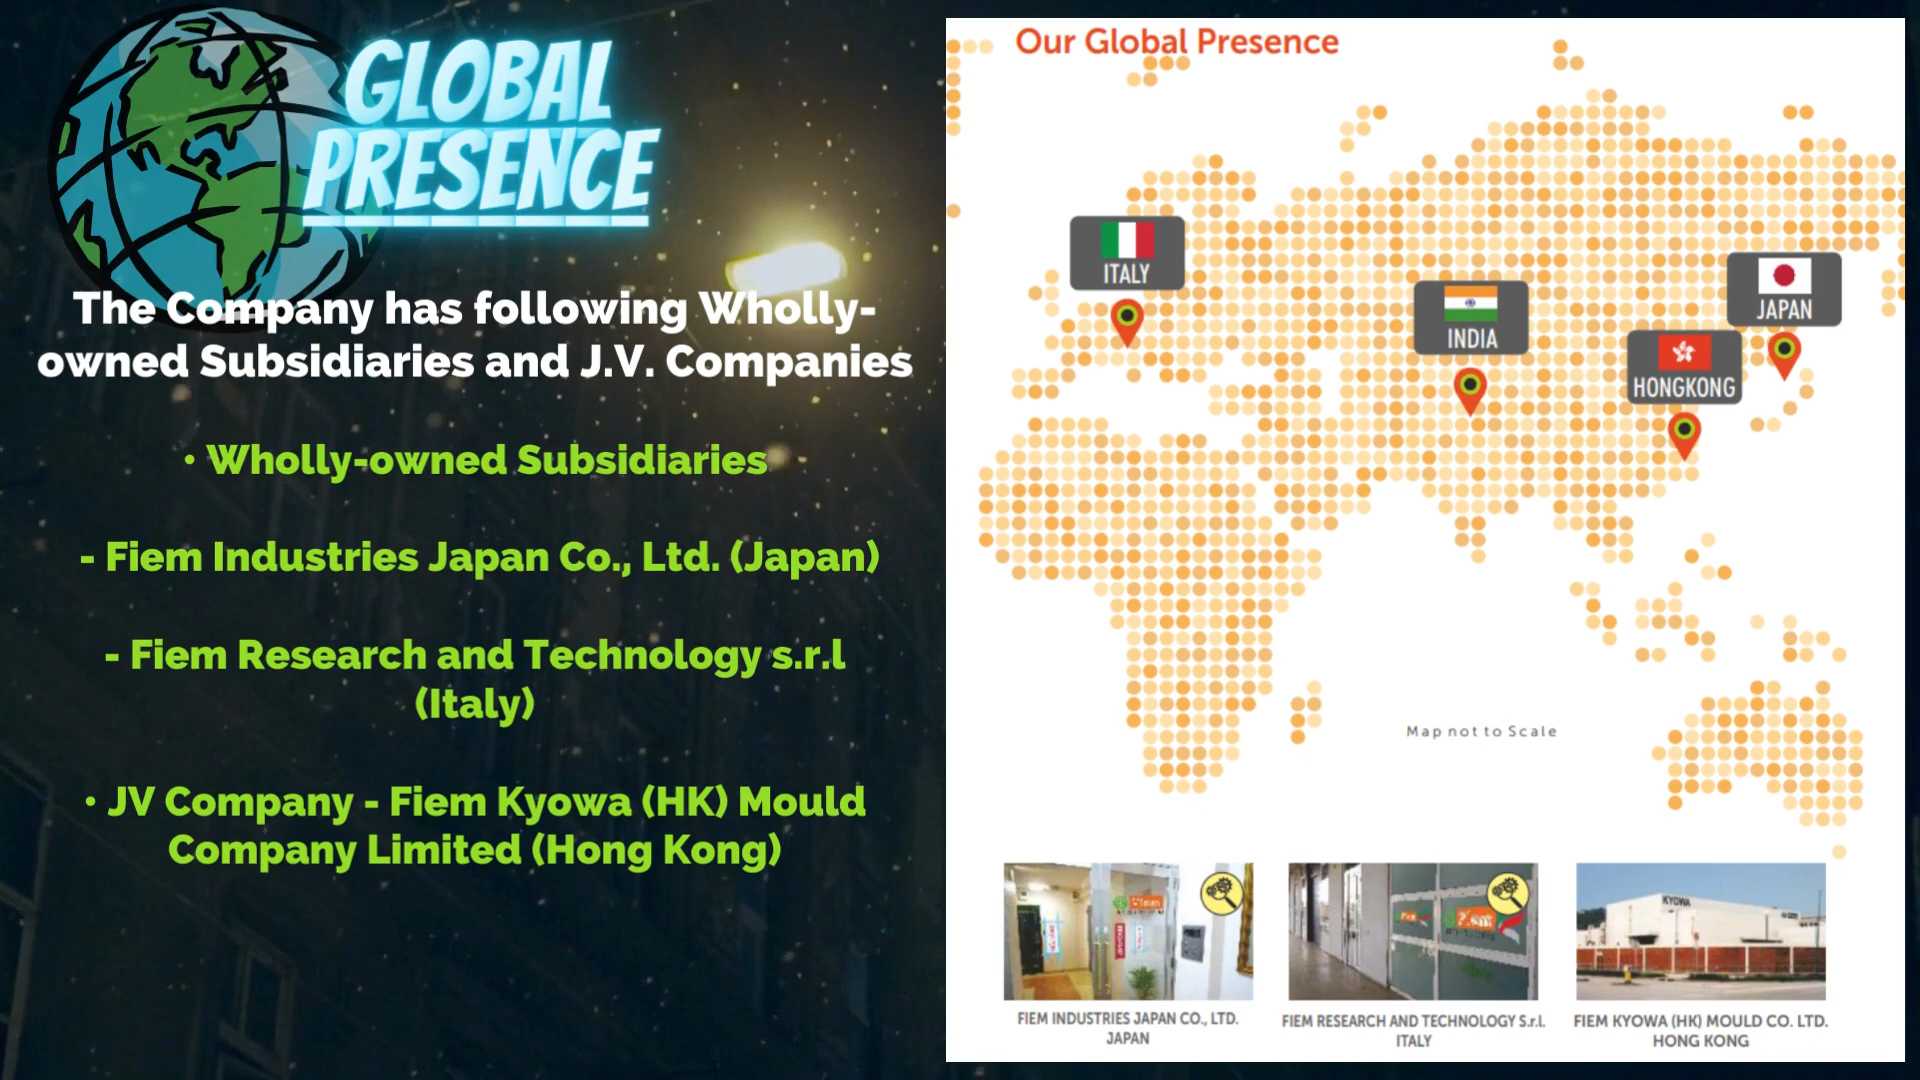 GLOBAL
PRESENCE
The Company has following Wholly-
owned Subsidiaries and J.V. Companies
• Wholly-owned Subsidiaries
- Fiem Industries Japan Co., Ltd. (Japan)
- Fiem Research and Technology s.r.l
(Italy)
• JV Company - Fiem Kyowa (HK) Mould
Company Limited (Hong Kong)
Our Global Presence
ITALY
INDIA
JAPAN
HONGKONG
Map not to Scale
KYOWA
FIEM INDUSTRIES JAPAN CO., LTD.
JAPAN
FIEM RESEARCH AND TECHNOLOGY S.r.l.
ITALY
FIEM KYOWA (HK) MOULD CO. LTD.
HONG KONG